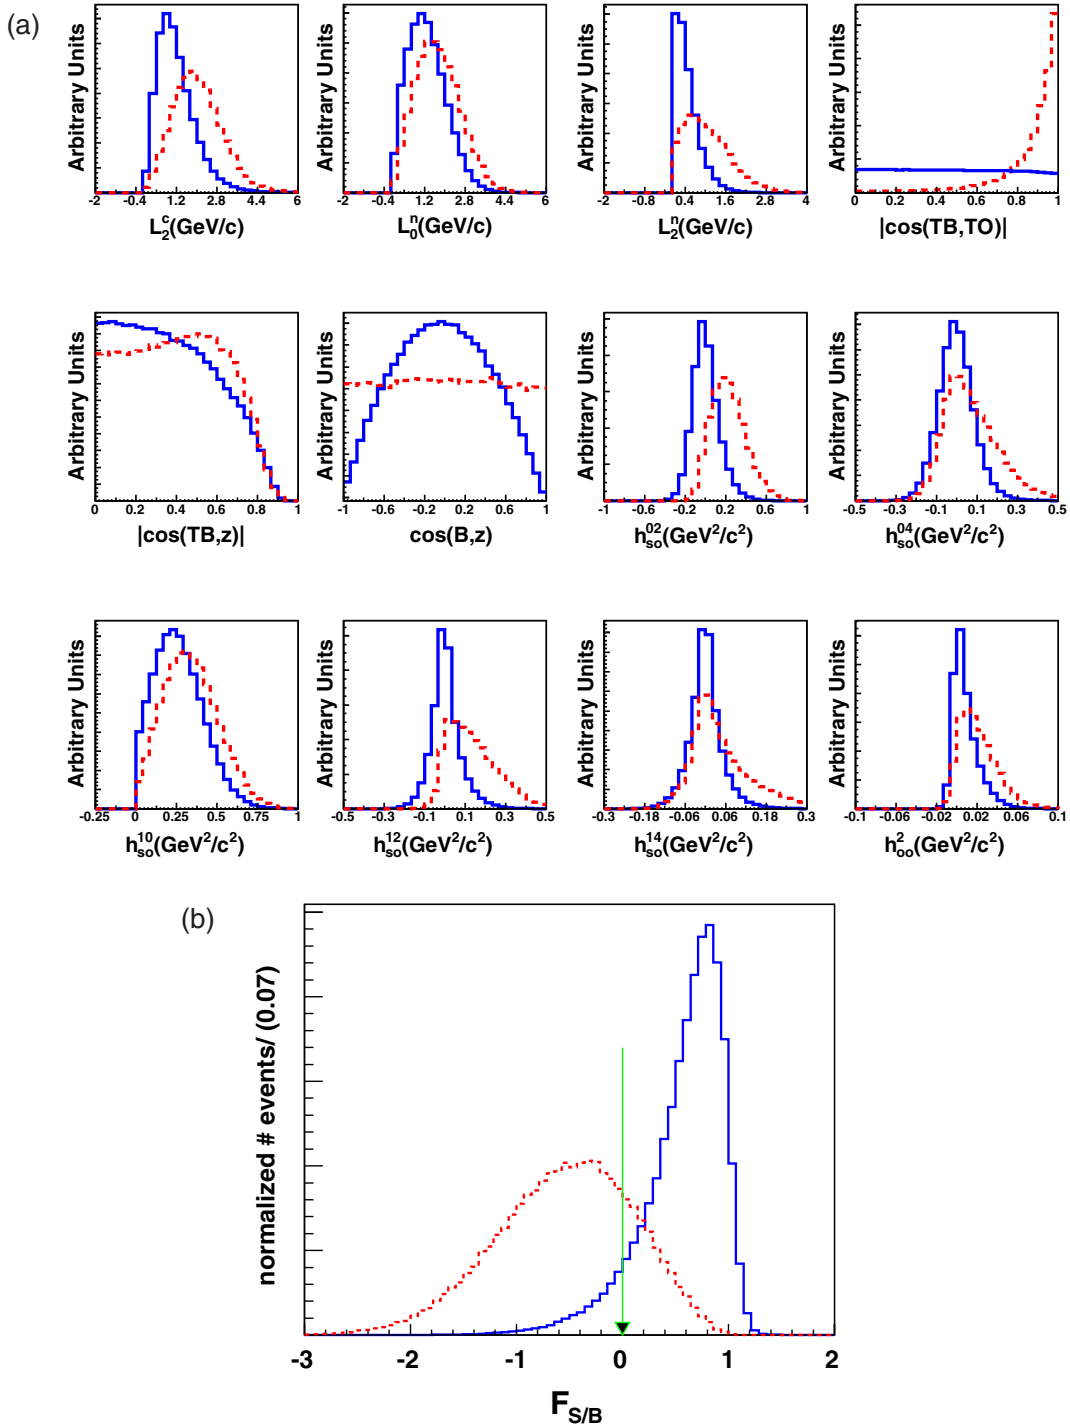 (a)
Arbitrary Units Arbitrary Units Arbitrary Units Arbitrary Units
-2 -0.4 1.2 2.8 4.4 6 -2 -0.4 1.2 2.8 4.4 6 -2 -0.8 0.4 1.6 2.8 4 0 0.2 0.4 0.6 0.8 1
L₂ᶜ(GeV/c) L₀ⁿ(GeV/c) L₂ⁿ(GeV/c) |cos(TB,TO)|
Arbitrary Units Arbitrary Units Arbitrary Units Arbitrary Units
0 0.2 0.4 0.6 0.8 1 -1 -0.6 -0.2 0.2 0.6 1 -1 -0.6 -0.2 0.2 0.6 1 -0.5 -0.3 -0.1 0.1 0.3 0.5
|cos(TB,z)| cos(B,z) hₛₒ⁰²(GeV²/c²) hₛₒ⁰⁴(GeV²/c²)
Arbitrary Units Arbitrary Units Arbitrary Units Arbitrary Units
-0.25 0 0.25 0.5 0.75 1 -0.5 -0.3 -0.1 0.1 0.3 0.5 -0.3 -0.18 -0.06 0.06 0.18 0.3 -0.1 -0.06 -0.02 0.02 0.06 0.1
hₛₒ¹⁰(GeV²/c²) hₛₒ¹²(GeV²/c²) hₛₒ¹⁴(GeV²/c²) hₒₒ²(GeV²/c²)
(b)
normalized # events/ (0.07)
-3 -2 -1 0 1 2
F_S/B